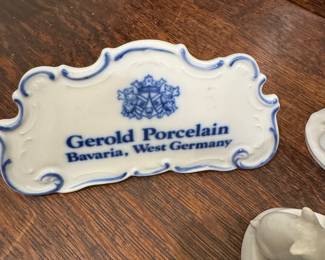 Gerold Porcelain
Bavaria, West Germany